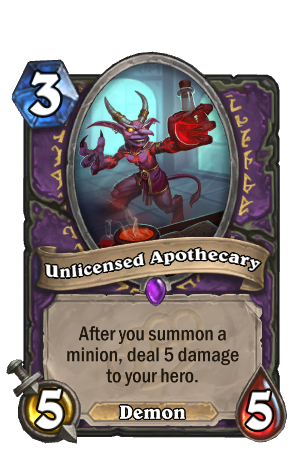 3
Unlicensed Apothecary
After you summon a
minion, deal 5 damage
to your hero.
5
Demon
5